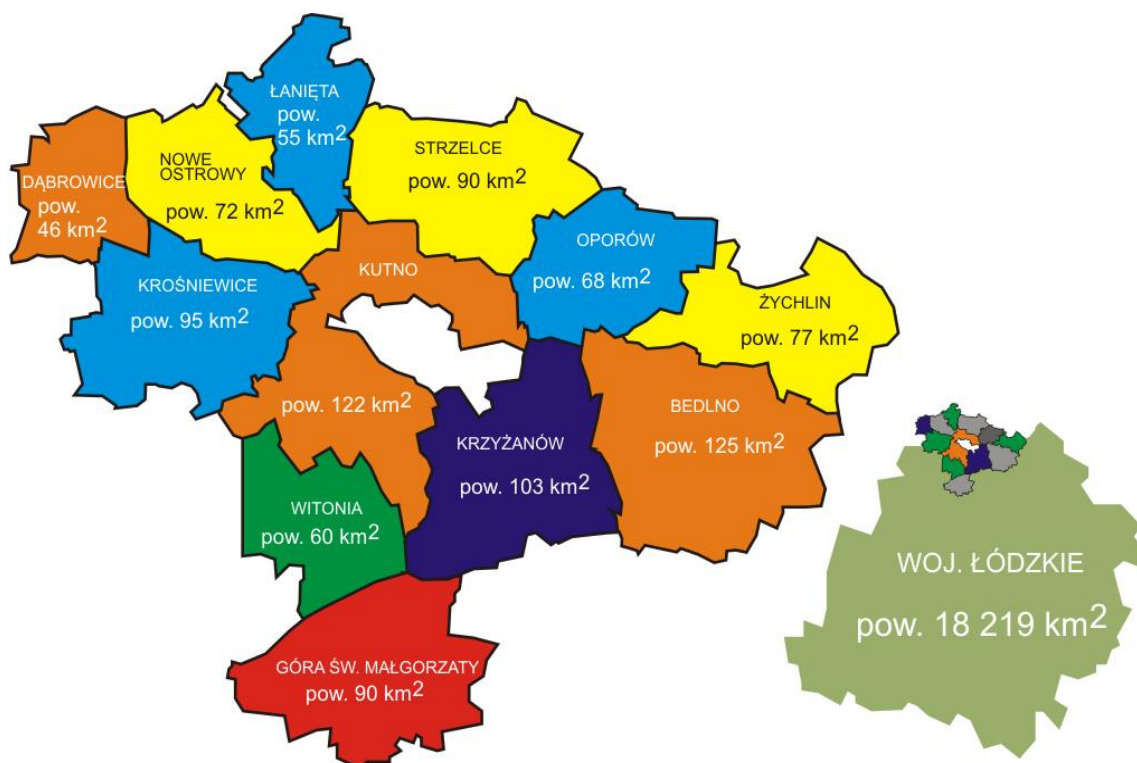 ŁANIĘTA
pow.
55 km²
STRZELCE
pow. 90 km²
NOWE
OSTROWY
pow. 72 km²
DĄBROWICE
pow.
46 km²
OPORÓW
pow. 68 km²
KUTNO
pow. 122 km²
KROŚNIEWICE
pow. 95 km²
ŻYCHLIN
pow. 77 km²
BEDLNO
pow. 125 km²
KRZYŻANÓW
pow. 103 km²
WITONIA
pow. 60 km²
GÓRA ŚW. MAŁGORZATY
pow. 90 km²
WOJ. ŁÓDZKIE
pow. 18 219 km²